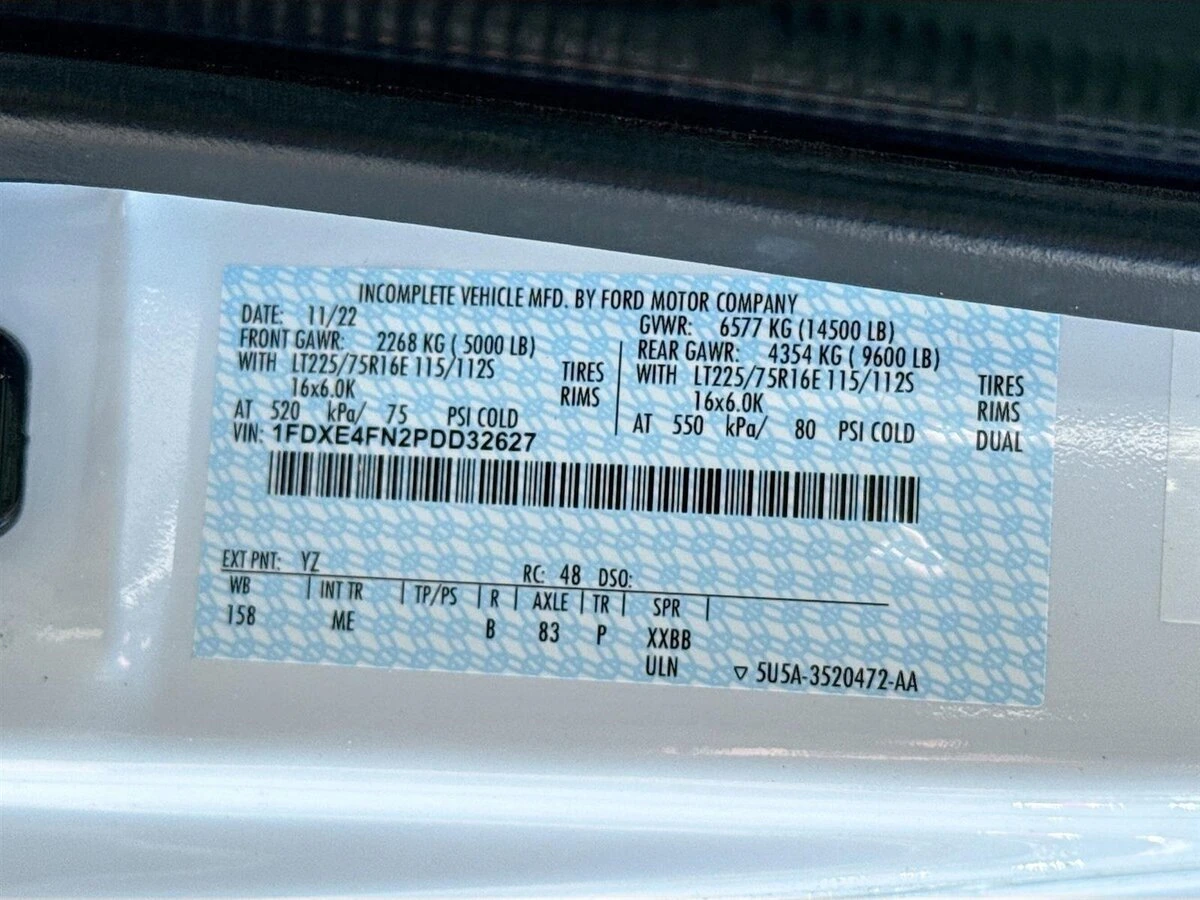 INCOMPLETE VEHICLE MFD. BY FORD MOTOR COMPANY
DATE: 11/22 GVWR: 6577 KG (14500 LB)
FRONT GAWR: 2268 KG ( 5000 LB) REAR GAWR: 4354 KG ( 9600 LB)
WITH LT225/75R16E 115/112S TIRES WITH LT225/75R16E 115/112S TIRES
16x6.0K RIMS 16x6.0K RIMS
AT 520 kPa/ 75 PSI COLD AT 550 kPa/ 80 PSI COLD DUAL
VIN: 1FDXE4FN2PDD32627
EXT PNT: YZ RC: 48 DSO:
WB INT TR TP/PS R AXLE TR SPR
158 ME B 83 P XXBB
ULN ▽ 5U5A-3520472-AA